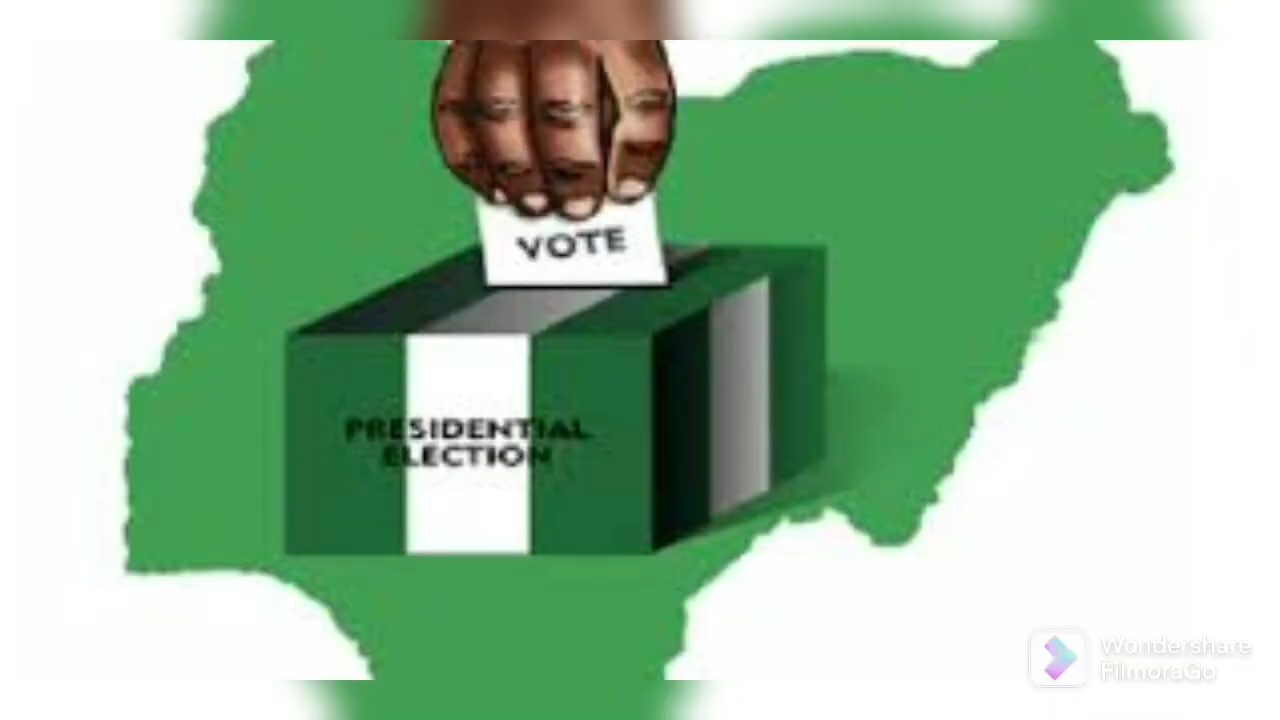 VOTE
PRESIDENTIAL
ELECTION
Wondershare
FilmoraGo